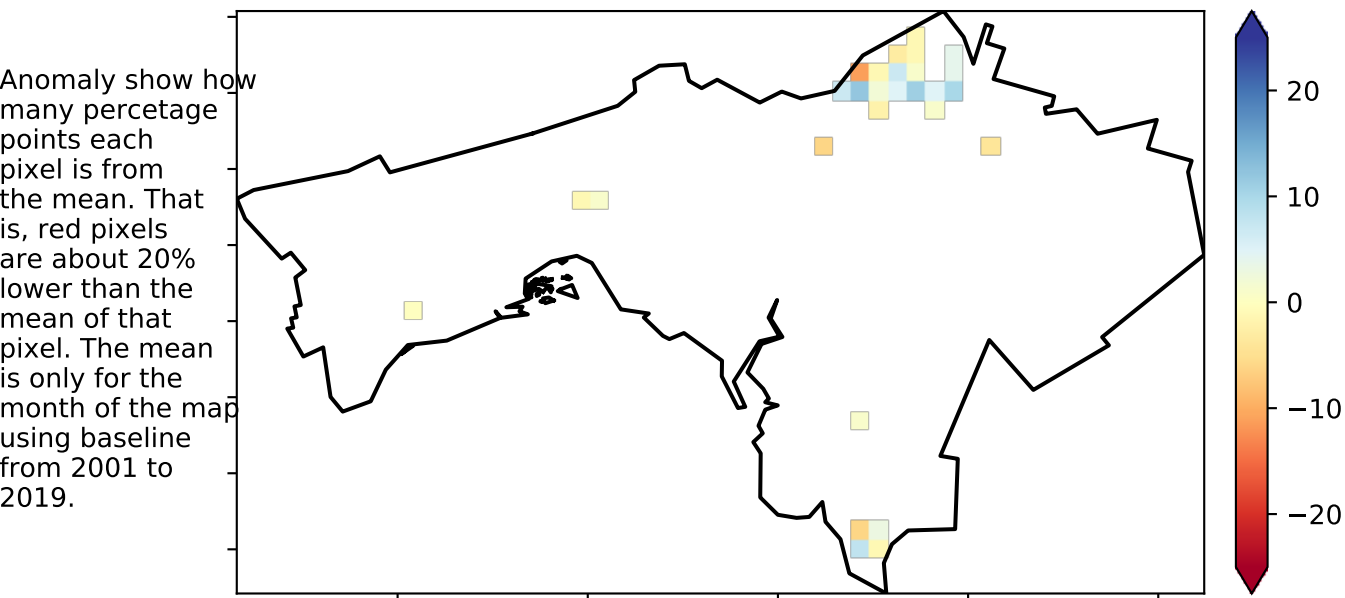 Anomaly show how
many percetage
points each
pixel is from
the mean. That
is, red pixels
are about 20%
lower than the
mean of that
pixel. The mean
is only for the
month of the map
using baseline
from 2001 to
2019.
20
10
0
−10
−20